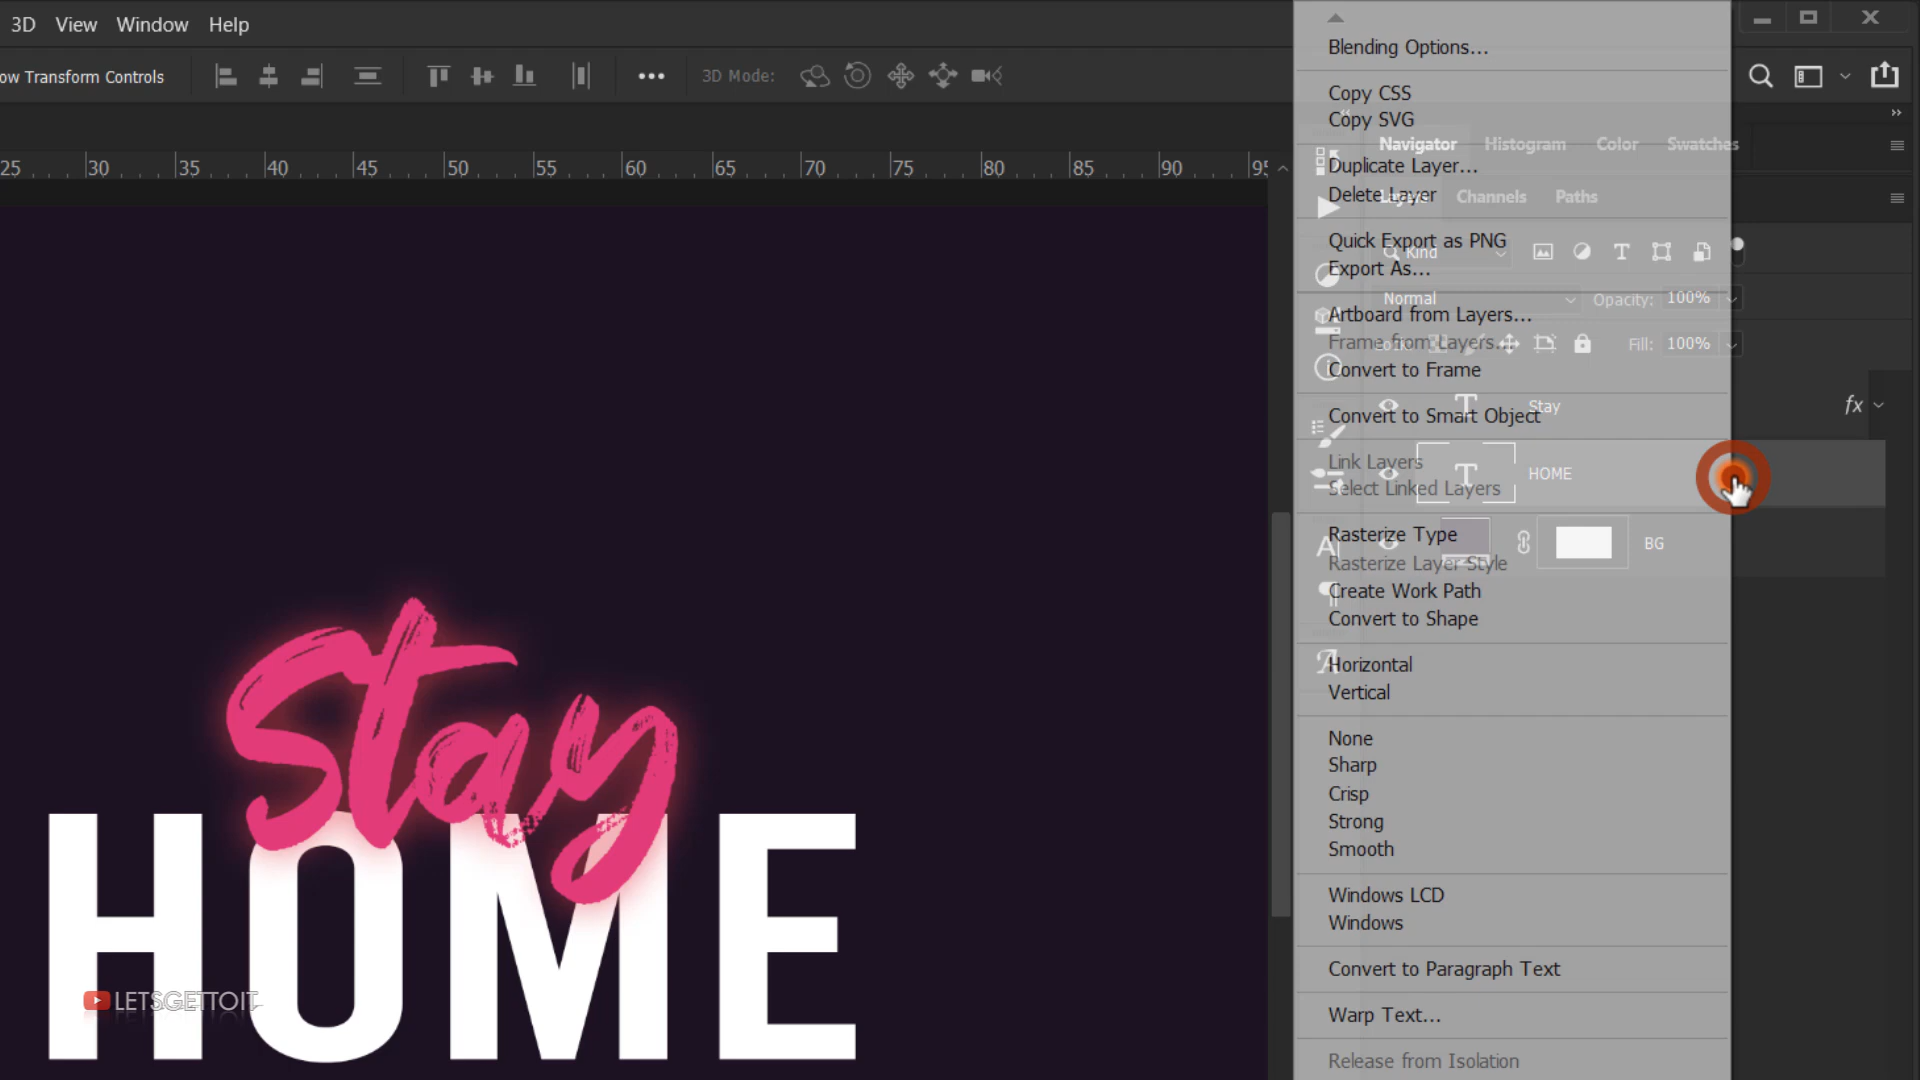 3D View Window Help
ow Transform Controls
3D Mode:
25 30 35 40 45 50 55 60 65 70 75 80 85 90 95
Stay
HOME
LETSGETTOIT
Blending Options...
Copy CSS
Copy SVG
Duplicate Layer...
Delete Layer
Quick Export as PNG
Export As...
Artboard from Layers...
Frame from Layers...
Convert to Frame
Convert to Smart Object
Link Layers
Select Linked Layers
Rasterize Type
Rasterize Layer Style
Create Work Path
Convert to Shape
Horizontal
Vertical
None
Sharp
Crisp
Strong
Smooth
Windows LCD
Windows
Convert to Paragraph Text
Warp Text...
Release from Isolation
Navigator Histogram Color Swatches
Layers Channels Paths
Kind
Normal Opacity: 100%
Lock: Fill: 100%
Stay fx
HOME
BG